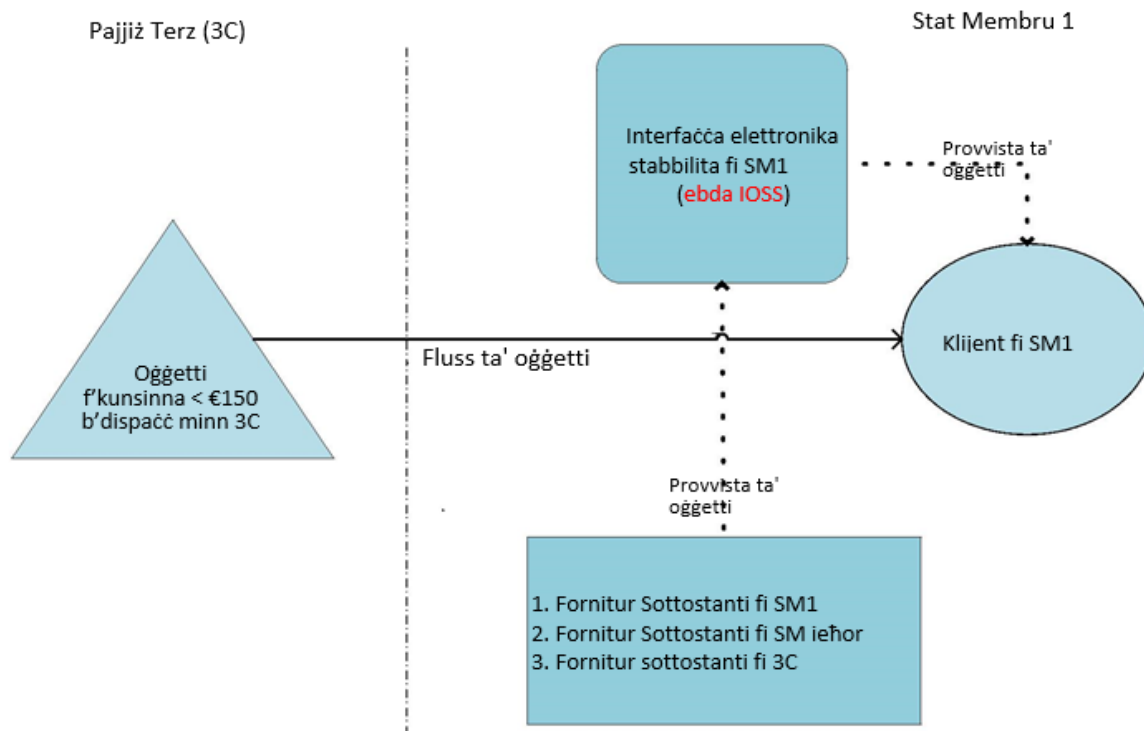 Pajjiż Terz (3C)
Stat Membru 1
Interfaċċa elettronika
stabbilita fi SM1
(ebda IOSS)
Provvista ta'
oġġetti
Oġġetti
f'kunsinna < €150
b'dispaċċ minn 3C
Fluss ta' oġġetti
Klijent fi SM1
Provvista ta'
oġġetti
1. Fornitur Sottostanti fi SM1
2. Fornitur Sottostanti fi SM ieħor
3. Fornitur sottostanti fi 3C